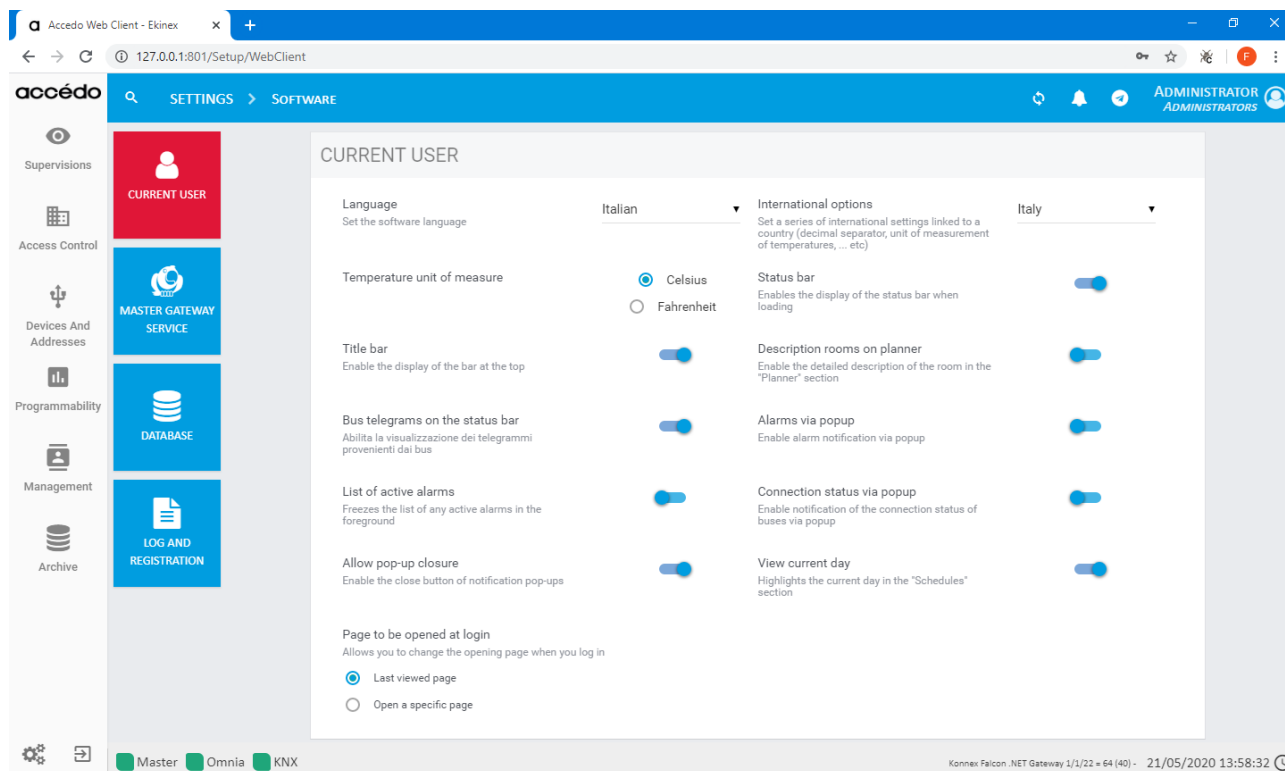 Accedo Web Client - Ekinex
127.0.0.1:801/Setup/WebClient
F
accédo
SETTINGS > SOFTWARE
ADMINISTRATOR
ADMINISTRATORS
Supervisions
Access Control
Devices And
Addresses
Programmability
Management
Archive
CURRENT USER
MASTER GATEWAY
SERVICE
DATABASE
LOG AND
REGISTRATION
CURRENT USER
Language
Set the software language
Italian
International options
Set a series of international settings linked to a
country (decimal separator, unit of measurement
of temperatures, ... etc)
Italy
Temperature unit of measure
Celsius
Fahrenheit
Status bar
Enables the display of the status bar when
loading
Title bar
Enable the display of the bar at the top
Description rooms on planner
Enable the detailed description of the room in the
"Planner" section
Bus telegrams on the status bar
Abilita la visualizzazione dei telegrammi
provenienti dai bus
Alarms via popup
Enable alarm notification via popup
List of active alarms
Freezes the list of any active alarms in the
foreground
Connection status via popup
Enable notification of the connection status of
buses via popup
Allow pop-up closure
Enable the close button of notification pop-ups
View current day
Highlights the current day in the "Schedules"
section
Page to be opened at login
Allows you to change the opening page when you log in
Last viewed page
Open a specific page
Master Omnia KNX
Konnex Falcon .NET Gateway 1/1/22 = 64 (40) - 21/05/2020 13:58:32